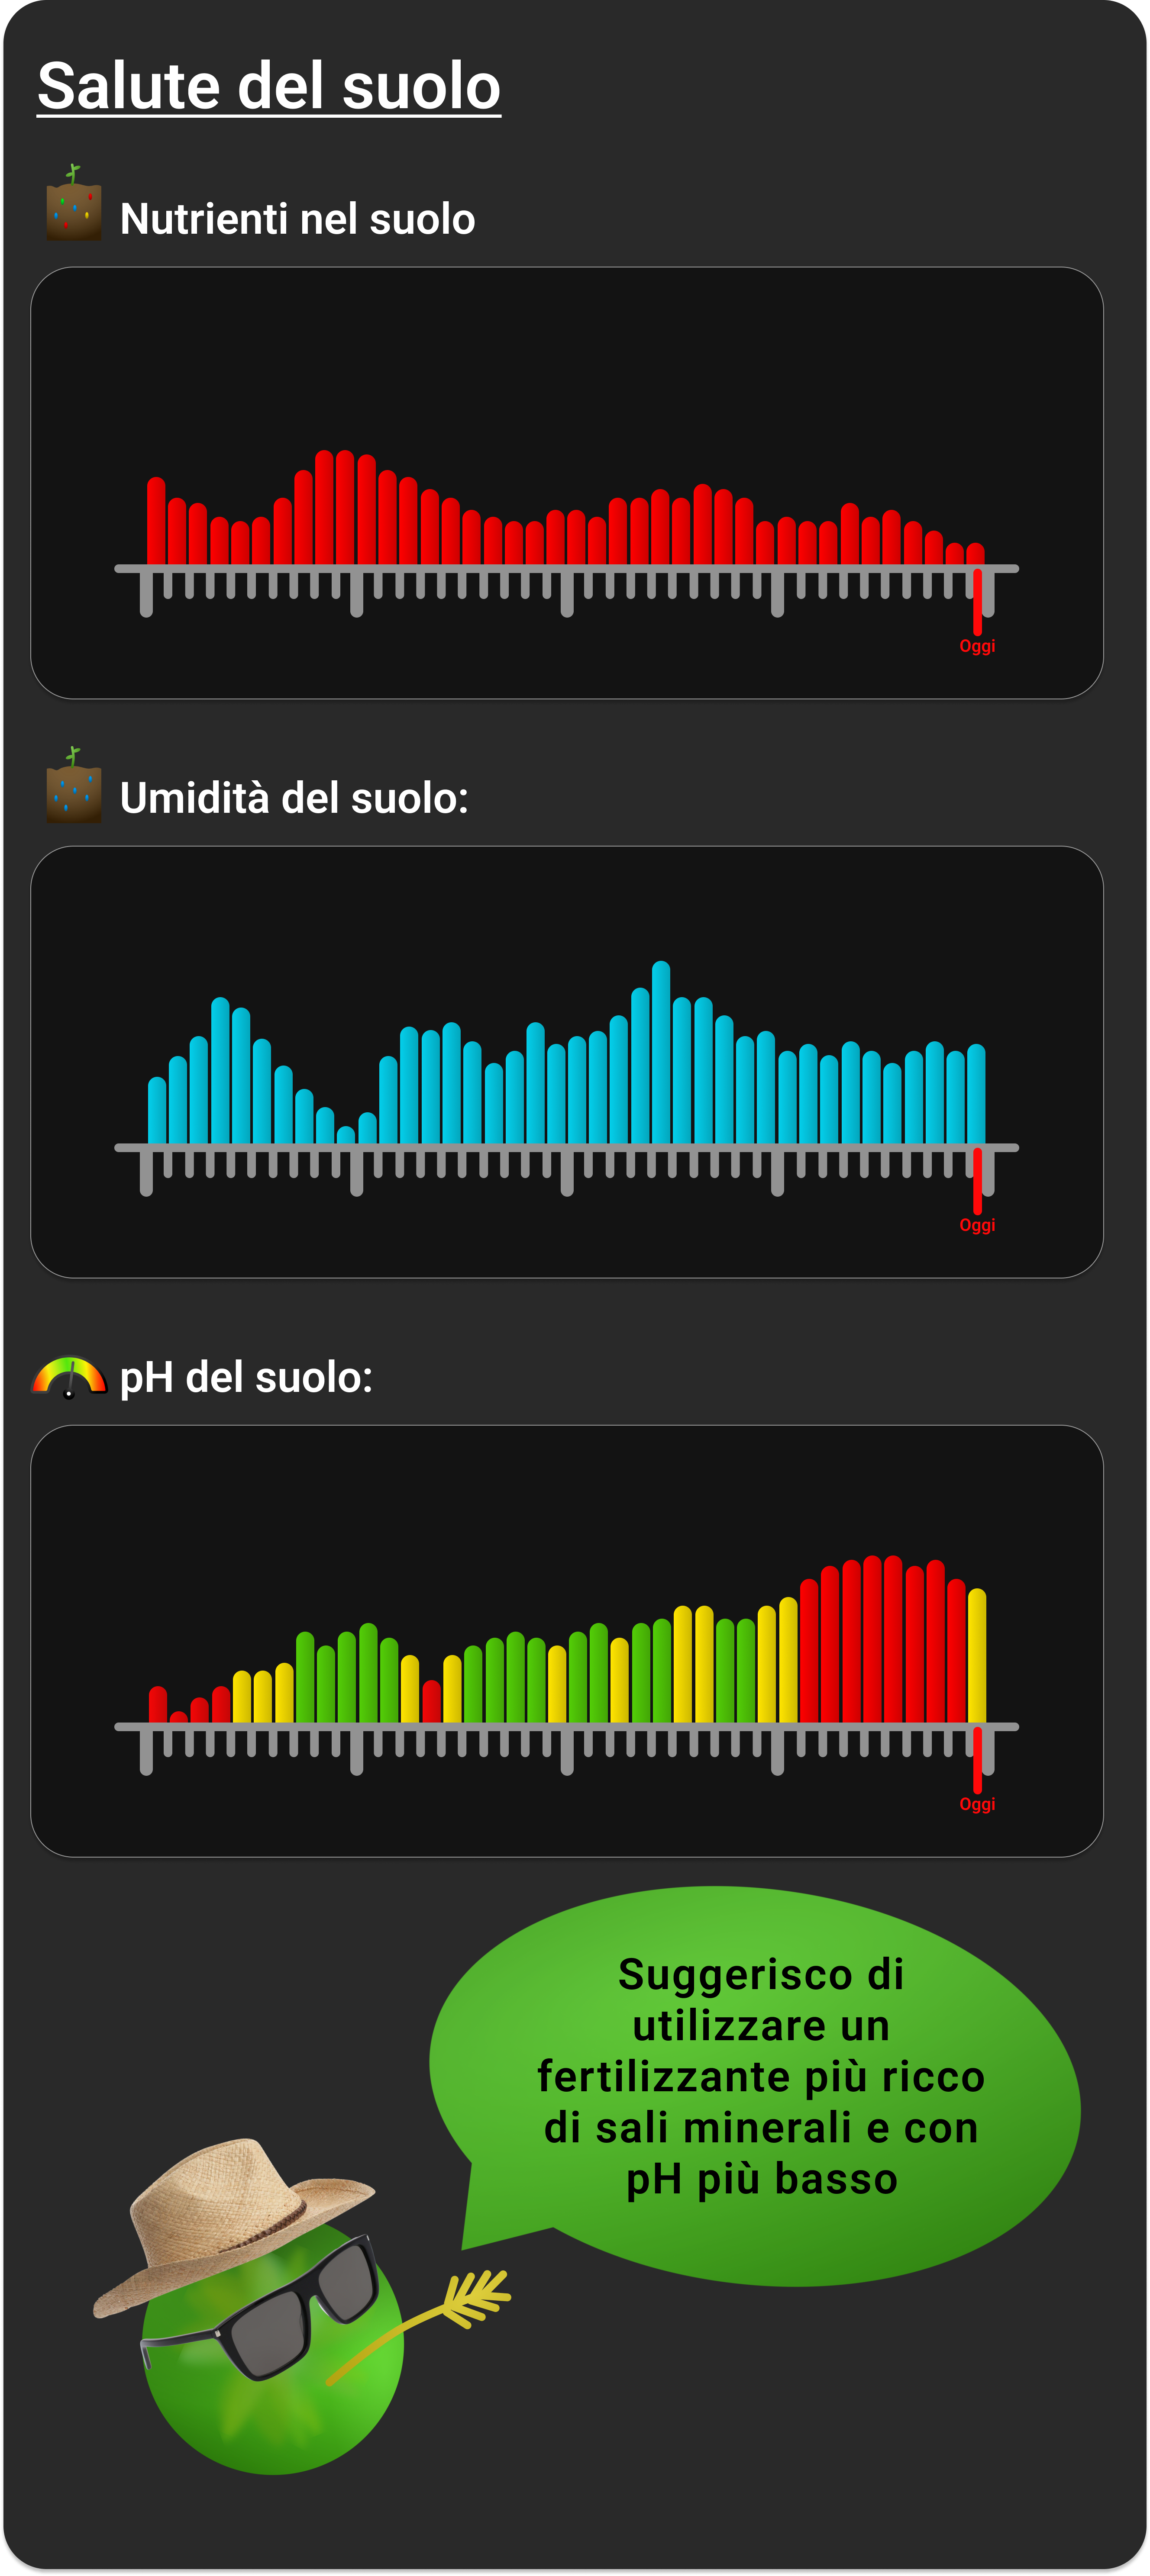 Salute del suolo
Nutrienti nel suolo
Oggi
Umidità del suolo:
Oggi
pH del suolo:
Oggi
Suggerisco di
utilizzare un
fertilizzante più ricco
di sali minerali e con
pH più basso